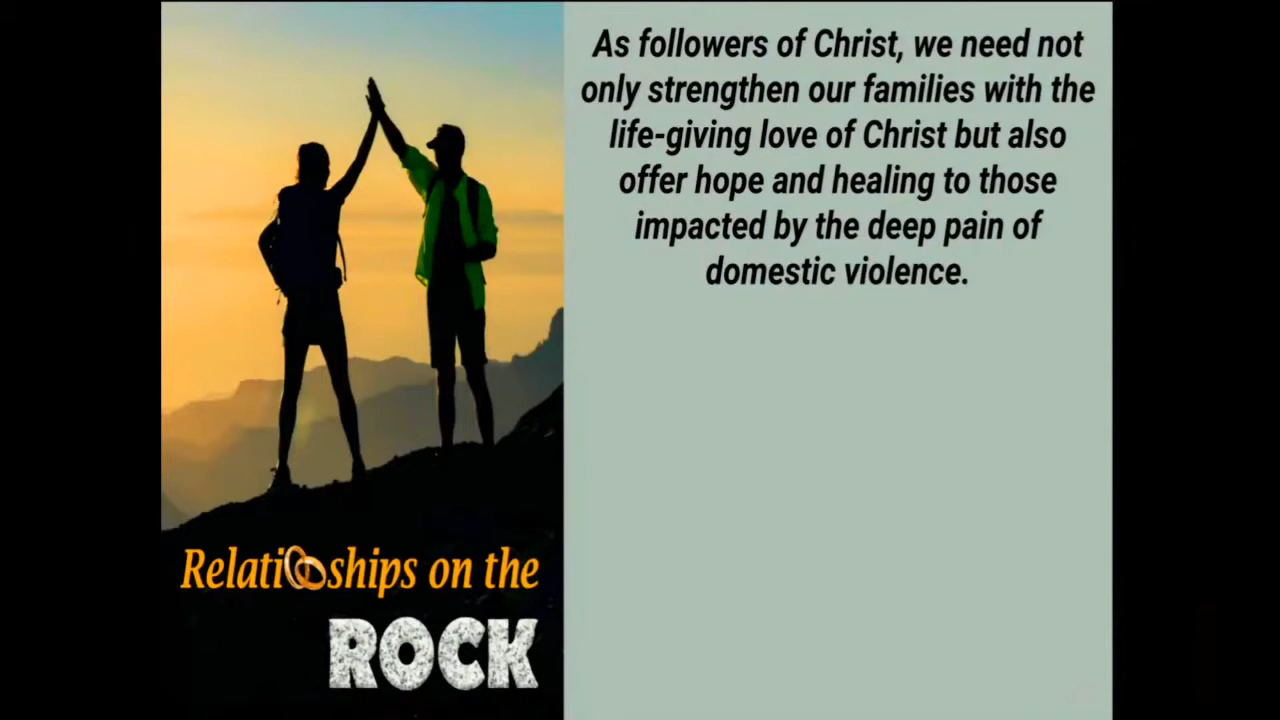 As followers of Christ, we need not
only strengthen our families with the
life-giving love of Christ but also
offer hope and healing to those
impacted by the deep pain of
domestic violence.
Relationships on the
ROCK